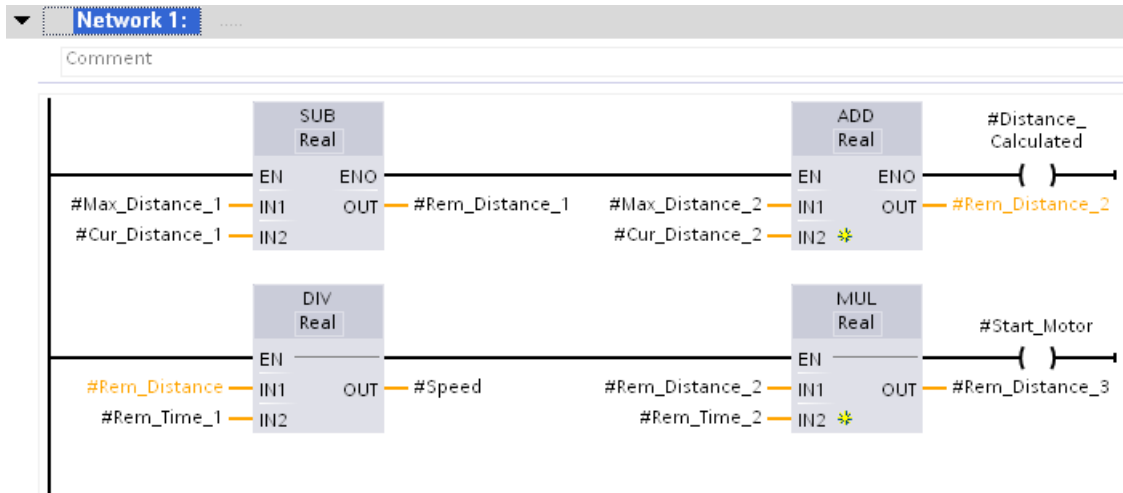 Network 1: .....
Comment
SUB
Real
EN ENO
#Max_Distance_1 IN1 OUT #Rem_Distance_1
#Cur_Distance_1 IN2
ADD
Real
#Distance_
Calculated
EN ENO
#Max_Distance_2 IN1 OUT #Rem_Distance_2
#Cur_Distance_2 IN2
DIV
Real
EN
#Rem_Distance IN1 OUT #Speed
#Rem_Time_1 IN2
MUL
Real
#Start_Motor
EN
#Rem_Distance_2 IN1 OUT #Rem_Distance_3
#Rem_Time_2 IN2